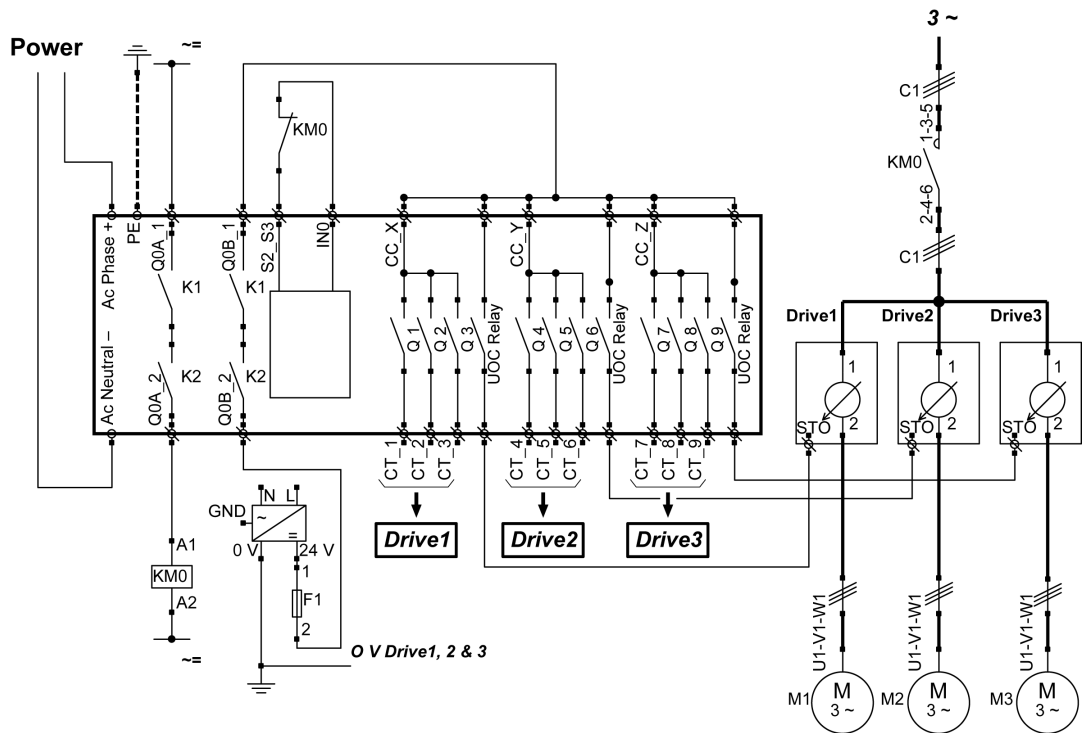 3 ~
Power
~=
C1
1-3-5
KM0
KM0
2-4-6
C1
Ac Phase +
PE
Q0A_1
Q0B_1
S2_S3
IN0
CC_X
CC_Y
CC_Z
K1
K1
Drive1
Drive2
Drive3
Q 1
Q 2
Q 3
UOC Relay
Q 4
Q 5
Q 6
UOC Relay
Q 7
Q 8
Q 9
UOC Relay
1
1
1
K2
K2
Ac Neutral –
Q0A_2
Q0B_2
STO
2
STO
2
STO
2
CT_1
CT_2
CT_3
CT_4
CT_5
CT_6
CT_7
CT_8
CT_9
N L
GND
~
=
0 V
24 V
Drive1
Drive2
Drive3
A1
1
KM0
F1
A2
2
O V Drive1, 2 & 3
~=
U1-V1-W1
U1-V1-W1
U1-V1-W1
M1
M
3 ~
M2
M
3 ~
M3
M
3 ~